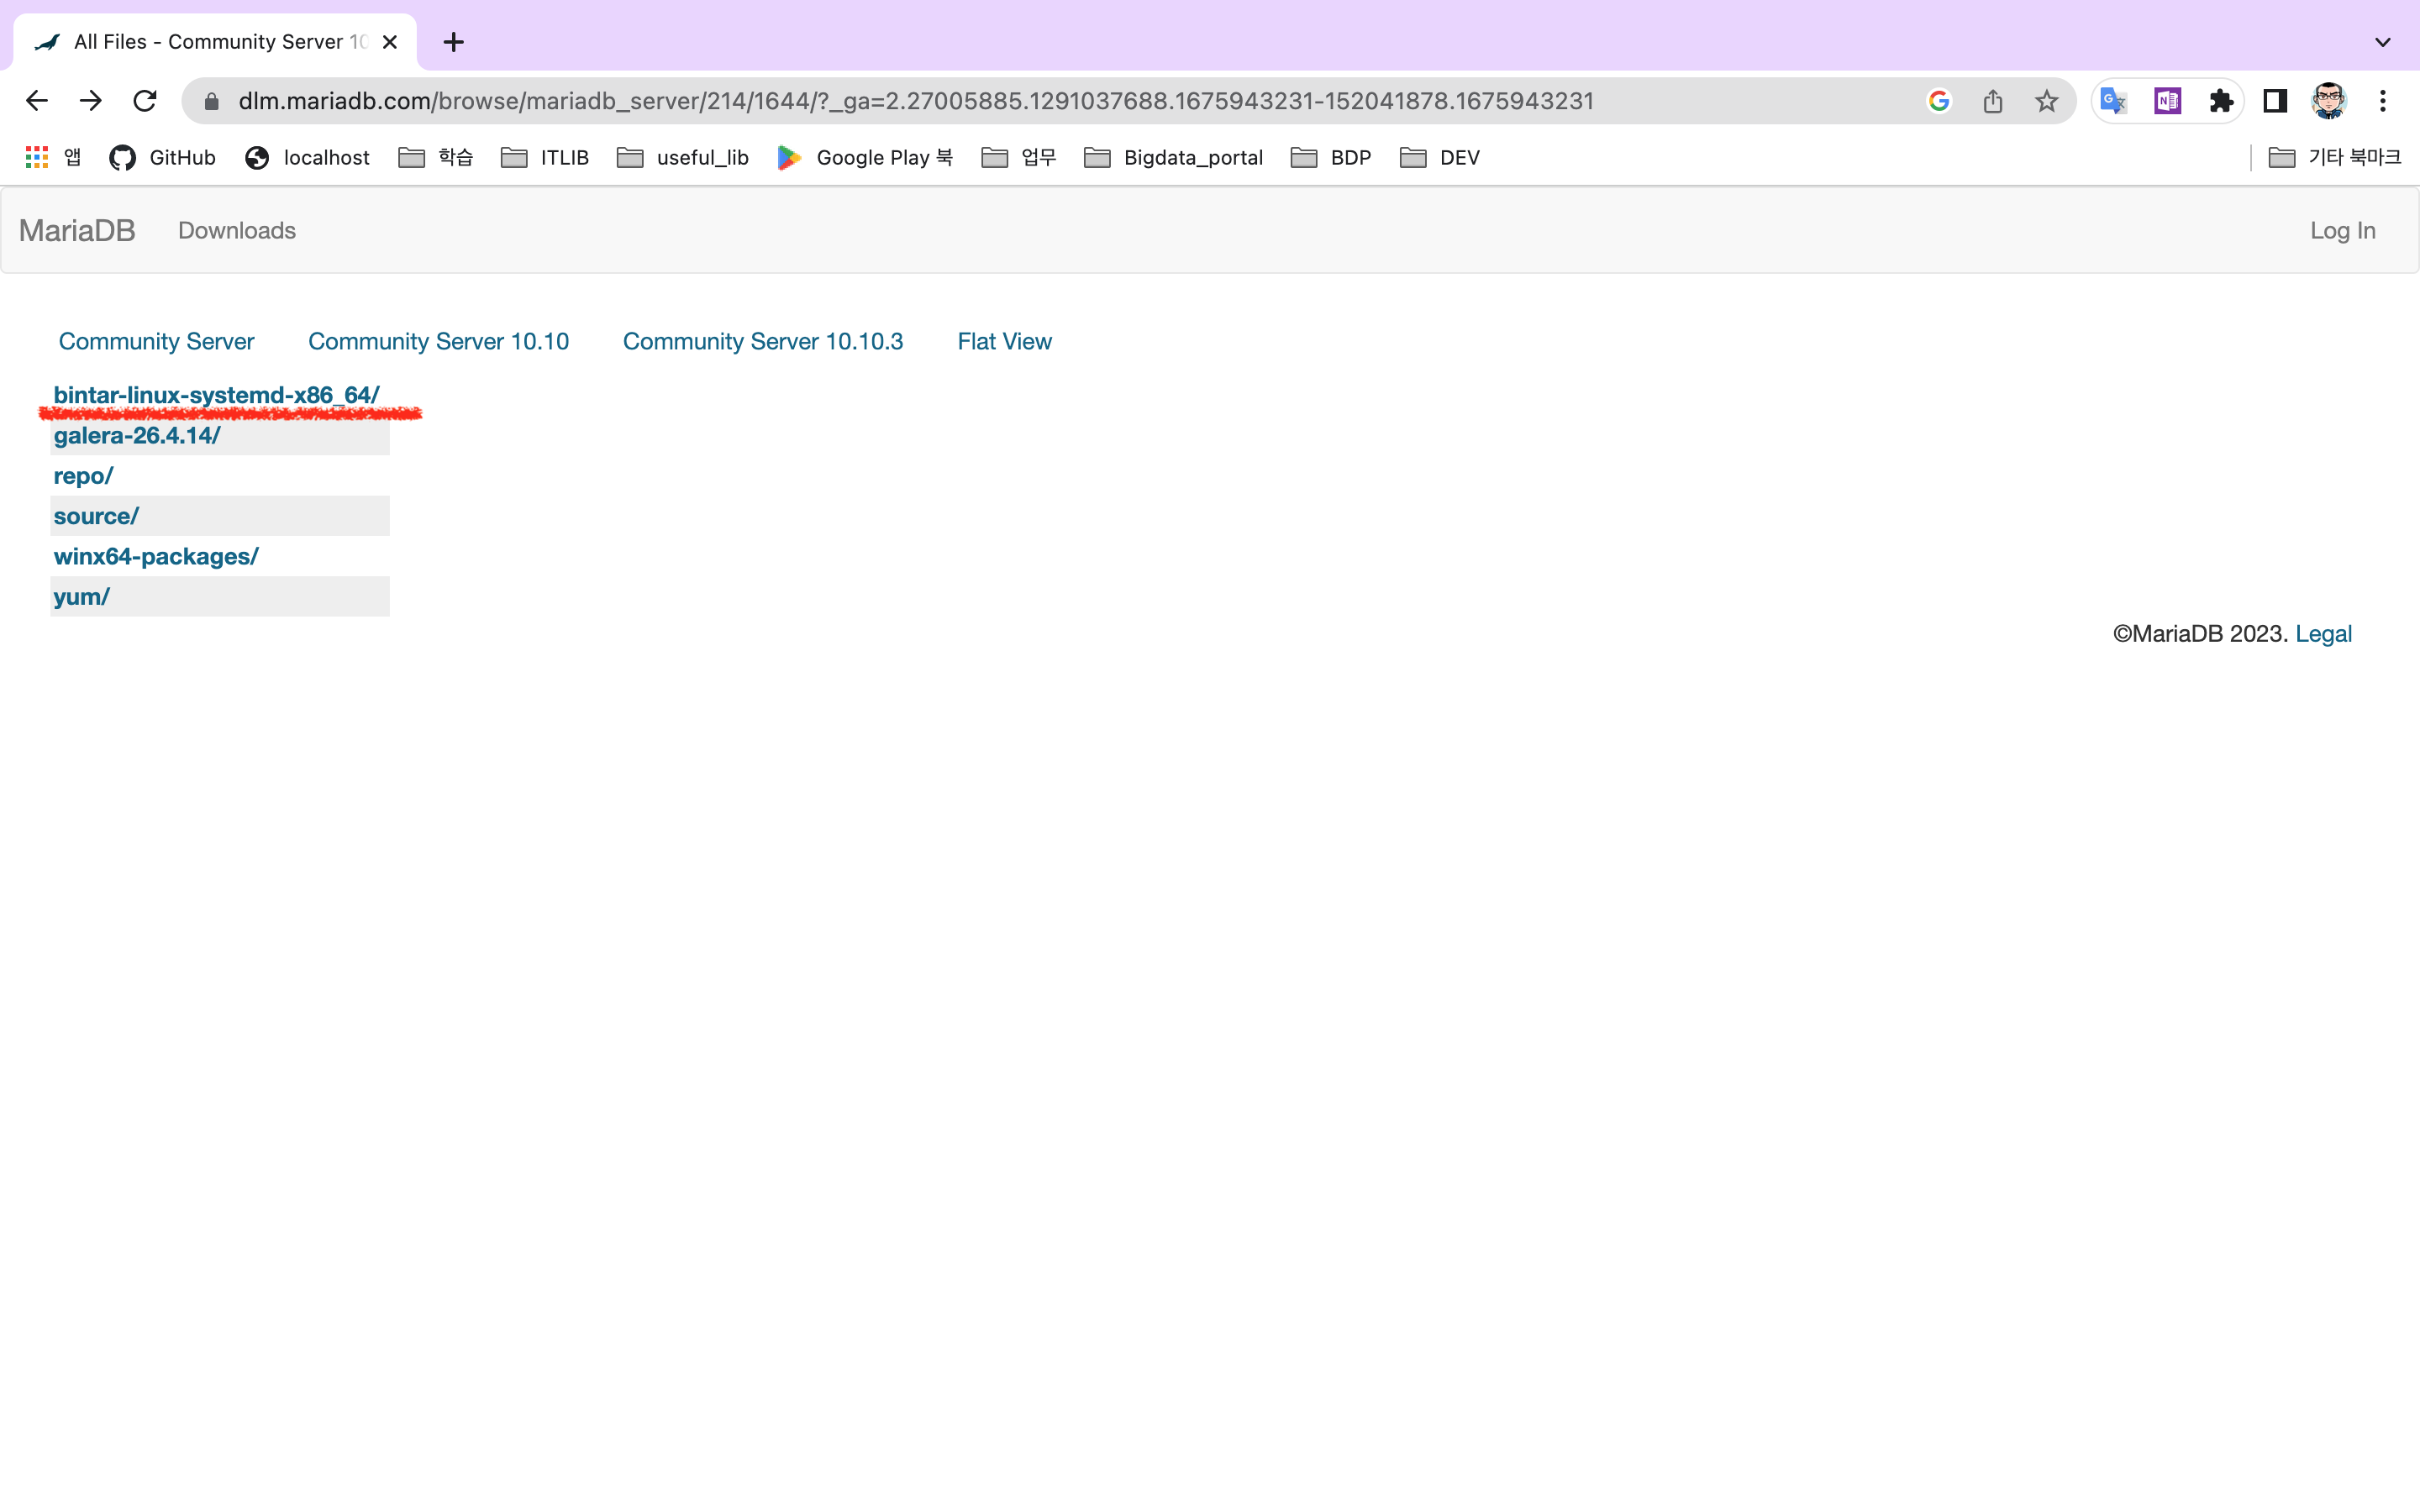 All Files - Community Server 10
dlm.mariadb.com/browse/mariadb_server/214/1644/?_ga=2.27005885.1291037688.1675943231-152041878.1675943231
앱 GitHub localhost 학습 ITLIB useful_lib Google Play 북 업무 Bigdata_portal BDP DEV 기타 북마크
MariaDB Downloads Log In
Community Server Community Server 10.10 Community Server 10.10.3 Flat View
bintar-linux-systemd-x86_64/
galera-26.4.14/
repo/
source/
winx64-packages/
yum/
©MariaDB 2023. Legal